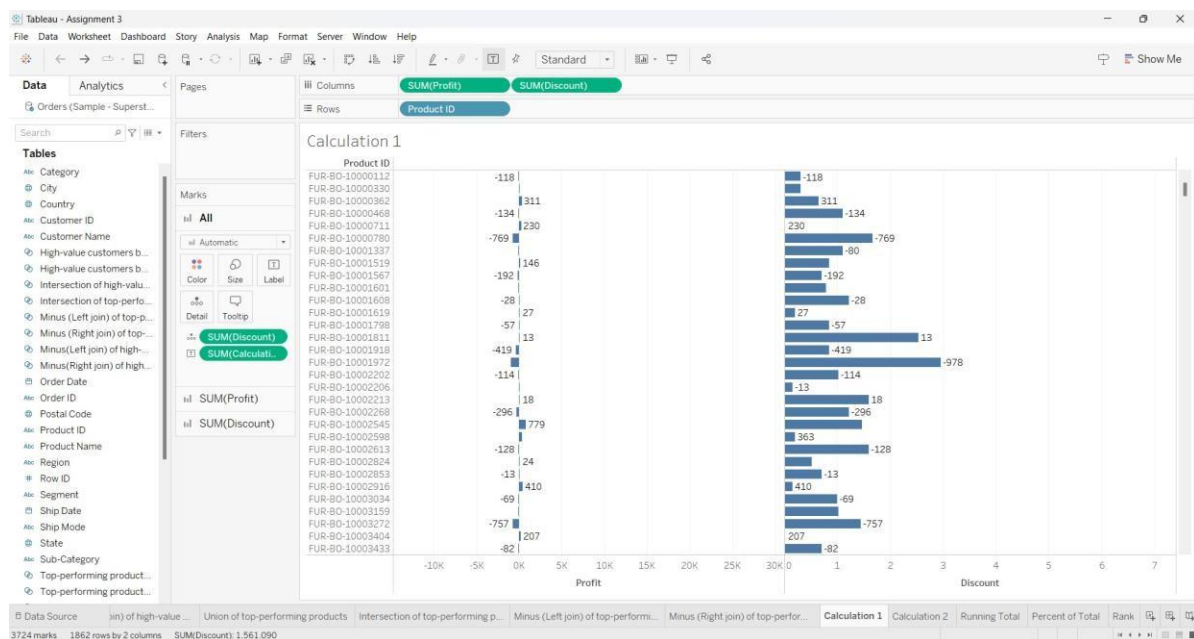 Tableau - Assignment 3
File Data Worksheet Dashboard Story Analysis Map Format Server Window Help
Standard
Show Me
Data Analytics
Orders (Sample - Superst...
Search
Tables
Abc Category
City
Country
Abc Customer ID
Abc Customer Name
High-value customers b...
High-value customers b...
Intersection of high-valu...
Intersection of top-perfo...
Minus (Left join) of top-p...
Minus (Right join) of top-...
Minus(Left join) of high-...
Minus(Right join) of high...
Order Date
Abc Order ID
Postal Code
Abc Product ID
Abc Product Name
Abc Region
# Row ID
Abc Segment
Ship Date
Abc Ship Mode
State
Abc Sub-Category
Top-performing product...
Top-performing product...
Pages
Filters
Marks
All
Automatic
Color Size Label
Detail Tooltip
SUM(Discount)
SUM(Calculati..
SUM(Profit)
SUM(Discount)
Columns SUM(Profit) SUM(Discount)
Rows Product ID
Calculation 1
Product ID
FUR-BO-10000112 -118 -118
FUR-BO-10000330
FUR-BO-10000362 311 311
FUR-BO-10000468 -134 -134
FUR-BO-10000711 230 230
FUR-BO-10000780 -769 -769
FUR-BO-10001337 -80
FUR-BO-10001519 146
FUR-BO-10001567 -192 -192
FUR-BO-10001601
FUR-BO-10001608 -28 -28
FUR-BO-10001619 27 27
FUR-BO-10001798 -57 -57
FUR-BO-10001811 13 13
FUR-BO-10001918 -419 -419
FUR-BO-10001972 -978
FUR-BO-10002202 -114 -114
FUR-BO-10002206 -13
FUR-BO-10002213 18 18
FUR-BO-10002268 -296 -296
FUR-BO-10002545 779
FUR-BO-10002598 363
FUR-BO-10002613 -128 -128
FUR-BO-10002824 24
FUR-BO-10002853 -13 -13
FUR-BO-10002916 410 410
FUR-BO-10003034 -69 -69
FUR-BO-10003159
FUR-BO-10003272 -757 -757
FUR-BO-10003404 207 207
FUR-BO-10003433 -82 -82
-10K -5K 0K 5K 10K 15K 20K 25K 30K 0 1 2 3 4 5 6 7
Profit Discount
Data Source oin) of high-value ... Union of top-performing products Intersection of top-performing p... Minus (Left join) of top-performi... Minus (Right join) of top-perfor... Calculation 1 Calculation 2 Running Total Percent of Total Rank
3724 marks 1862 rows by 2 columns SUM(Discount): 1.561.090